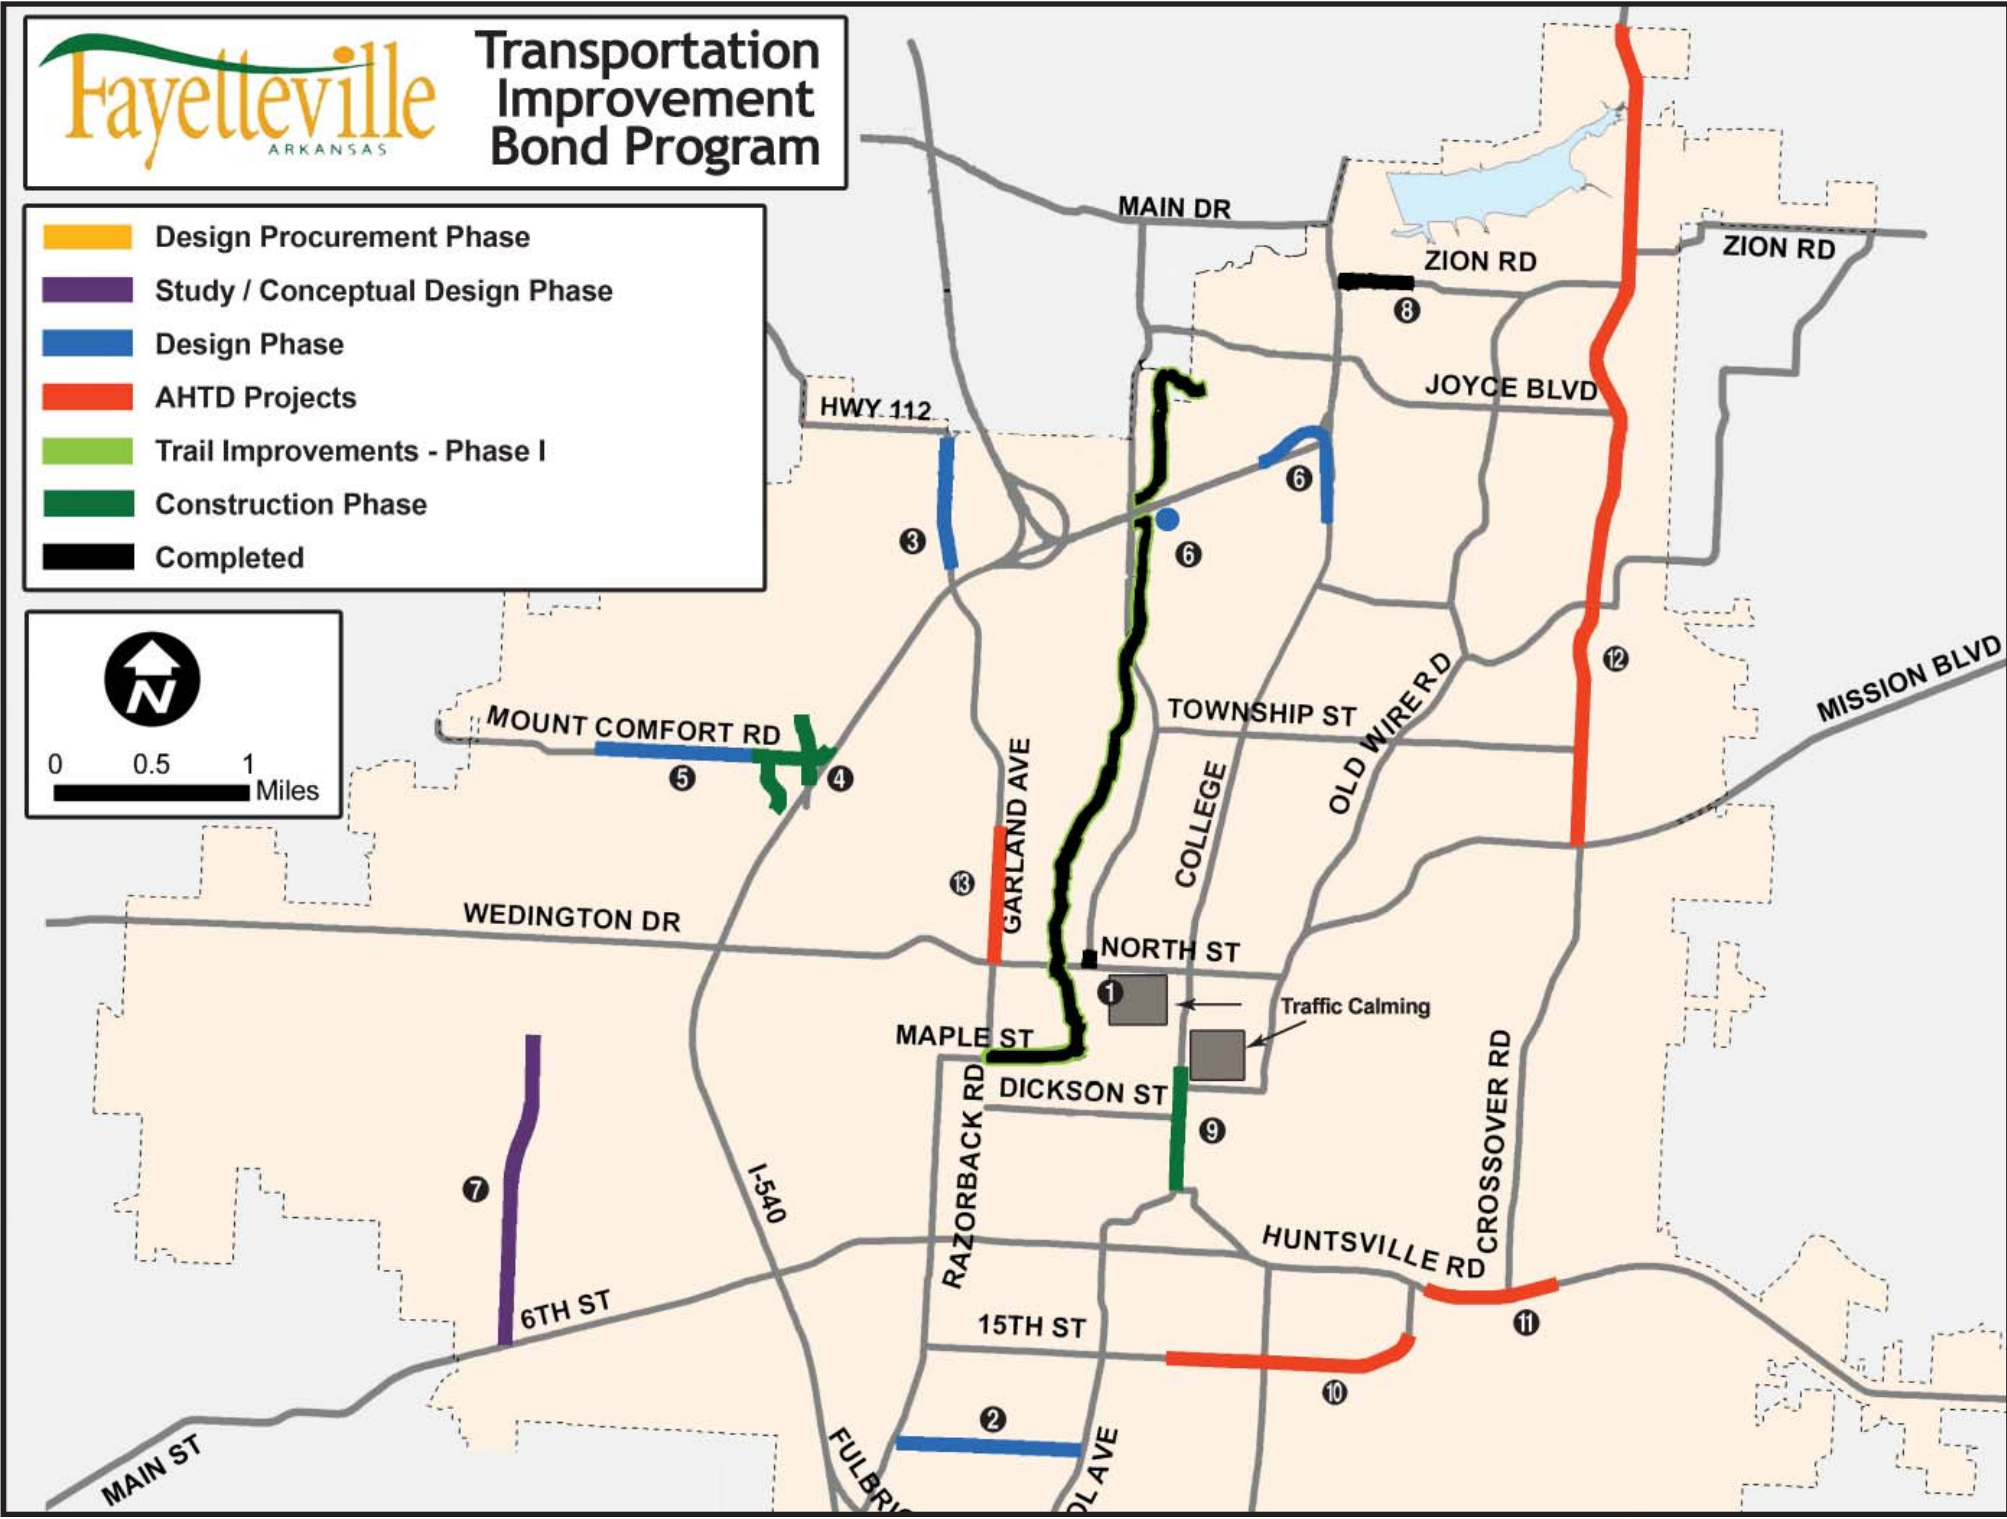 Fayetteville
ARKANSAS
Transportation
Improvement
Bond Program
Design Procurement Phase
Study / Conceptual Design Phase
Design Phase
AHTD Projects
Trail Improvements - Phase I
Construction Phase
Completed
N
0 0.5 1
Miles
MAIN DR
ZION RD
ZION RD
8
JOYCE BLVD
HWY 112
6
3
6
12
MISSION BLVD
MOUNT COMFORT RD
TOWNSHIP ST
OLD WIRE RD
5
4
GARLAND AVE
COLLEGE
13
WEDINGTON DR
NORTH ST
1
Traffic Calming
MAPLE ST
DICKSON ST
RAZORBACK RD
9
CROSSOVER RD
7
I-540
HUNTSVILLE RD
6TH ST
15TH ST
11
10
2
MAIN ST
FULBRI
OL AVE